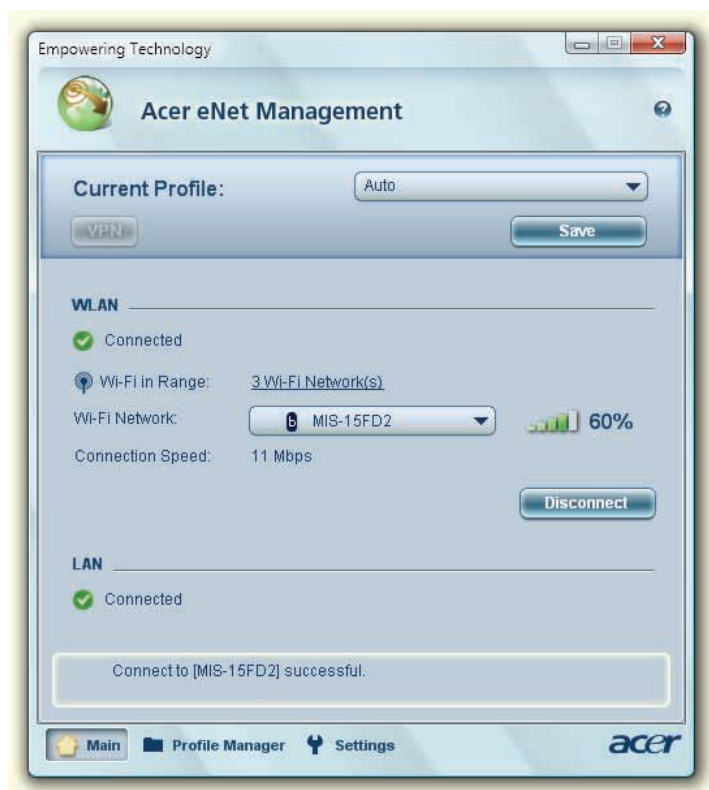 Empowering Technology
Acer eNet Management
Current Profile: Auto
VPN Save
WLAN
Connected
Wi-Fi in Range: 3 Wi-Fi Network(s)
Wi-Fi Network: b MIS-15FD2 60%
Connection Speed: 11 Mbps
Disconnect
LAN
Connected
Connect to [MIS-15FD2] successful.
Main Profile Manager Settings acer